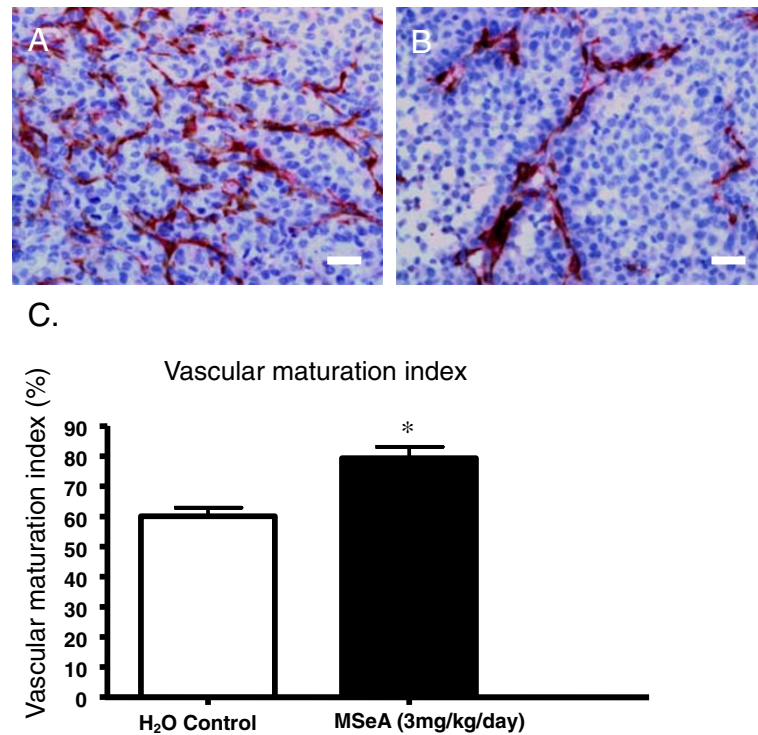 A
B
C.
Vascular maturation index
Vascular maturation index (%)
90
80
70
60
50
40
30
20
10
0
*
H₂O Control
MSeA (3mg/kg/day)